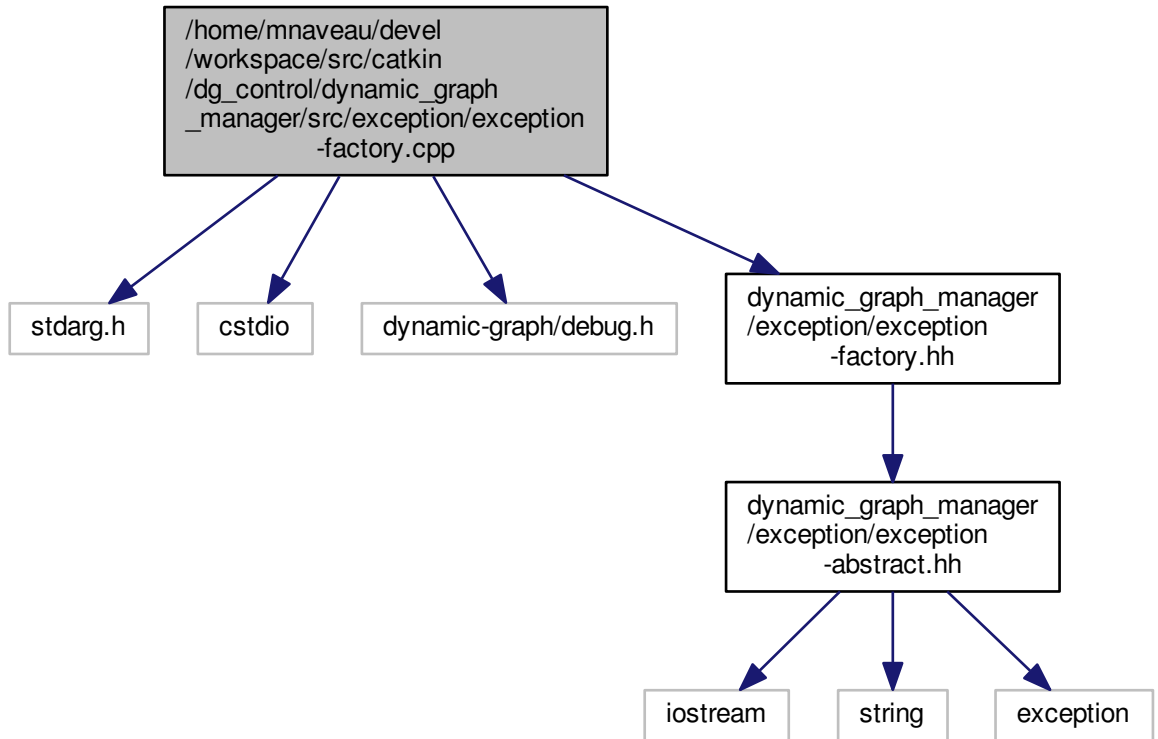 /home/mnaveau/devel
/workspace/src/catkin
/dg_control/dynamic_graph
_manager/src/exception/exception
-factory.cpp
stdarg.h
cstdio
dynamic-graph/debug.h
dynamic_graph_manager
/exception/exception
-factory.hh
dynamic_graph_manager
/exception/exception
-abstract.hh
iostream
string
exception